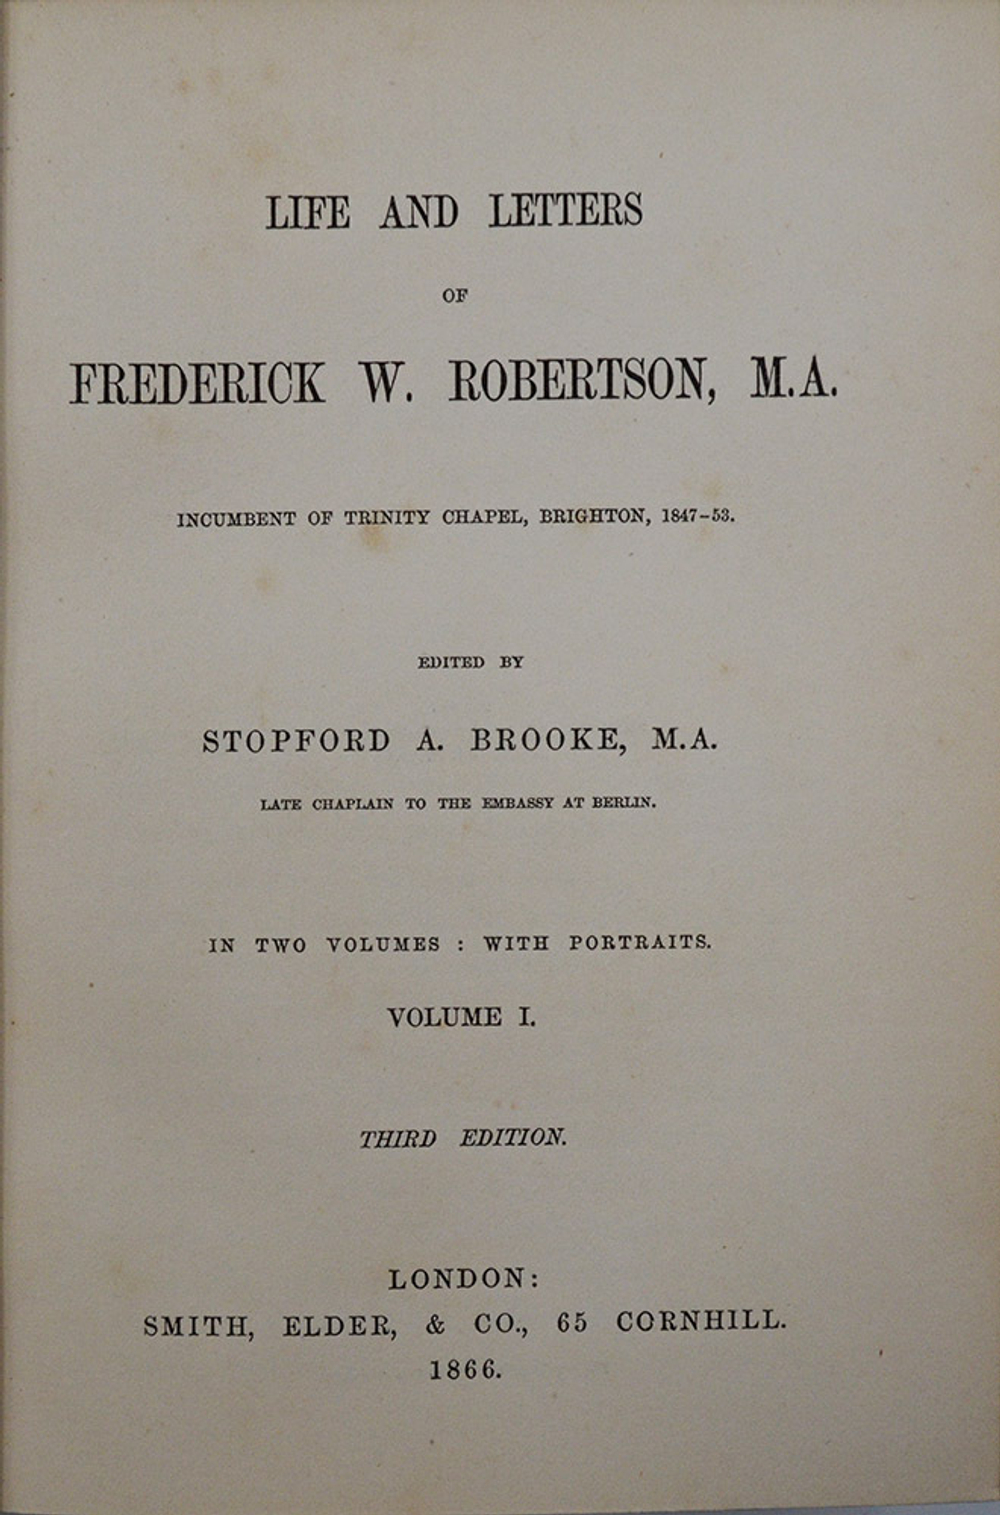 LIFE AND LETTERS
OF
FREDERICK W. ROBERTSON, M.A.
INCUMBENT OF TRINITY CHAPEL, BRIGHTON, 1847–53.
EDITED BY
STOPFORD A. BROOKE, M.A.
LATE CHAPLAIN TO THE EMBASSY AT BERLIN.
IN TWO VOLUMES : WITH PORTRAITS.
VOLUME I.
THIRD EDITION.
LONDON:
SMITH, ELDER, & CO., 65 CORNHILL.
1866.